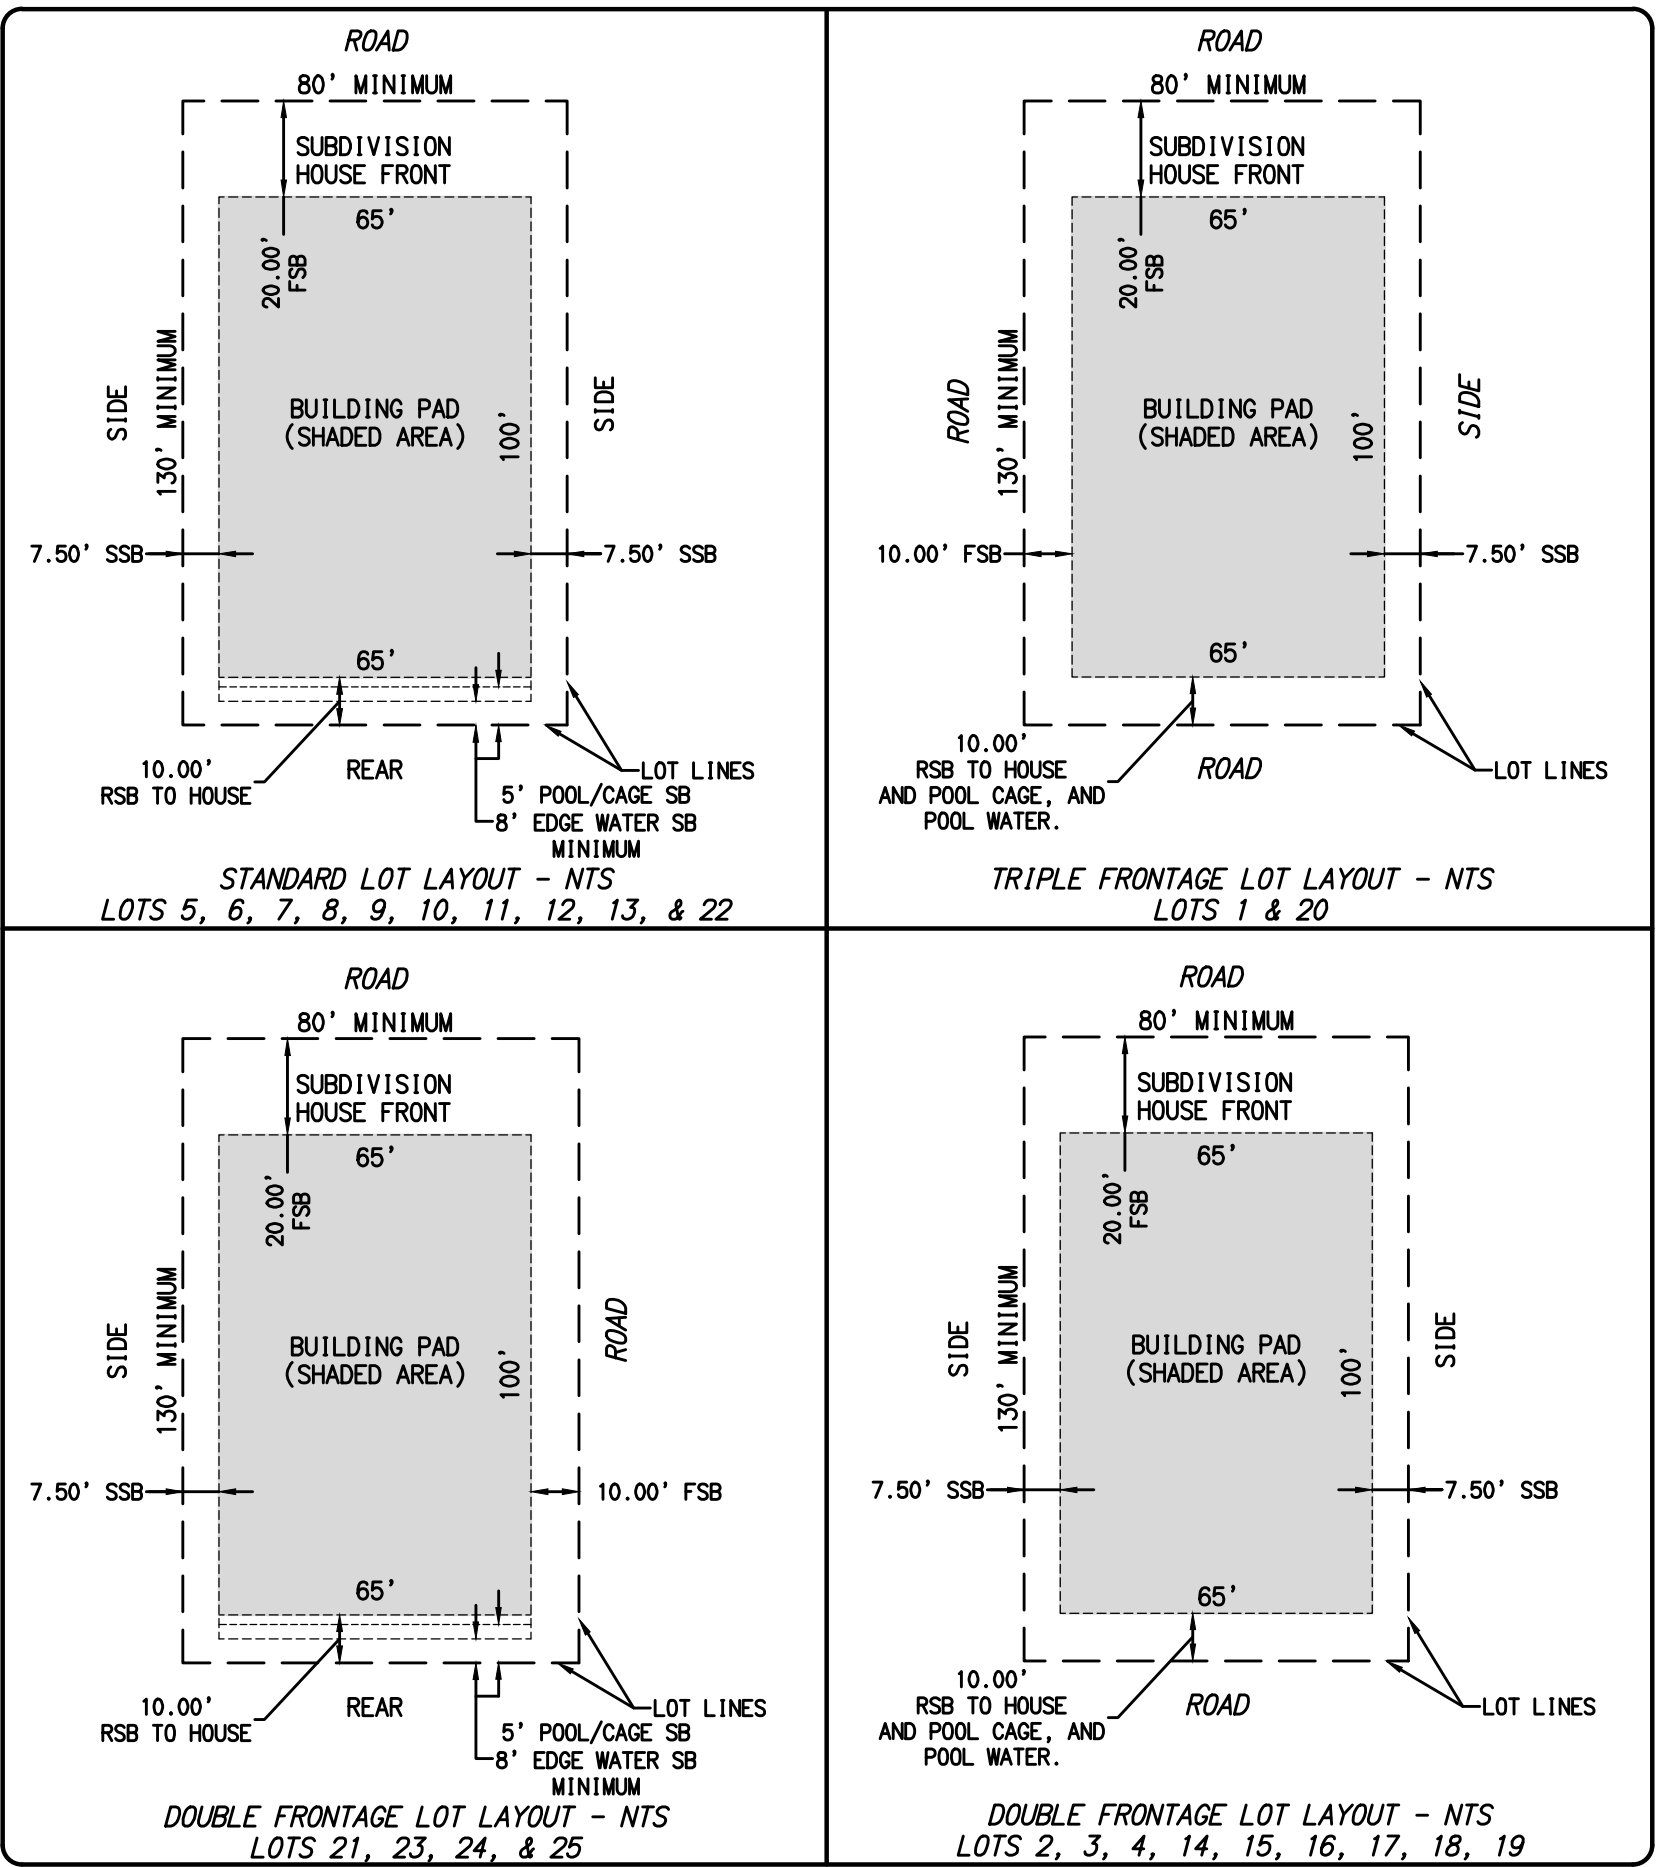 ROAD
80' MINIMUM
SUBDIVISION
HOUSE FRONT
65'
20.00'
FSB
SIDE
130' MINIMUM
BUILDING PAD
(SHADED AREA)
100'
SIDE
7.50' SSB
7.50' SSB
65'
10.00'
RSB TO HOUSE
REAR
LOT LINES
5' POOL/CAGE SB
8' EDGE WATER SB
MINIMUM
STANDARD LOT LAYOUT - NTS
LOTS 5, 6, 7, 8, 9, 10, 11, 12, 13, & 22
ROAD
80' MINIMUM
SUBDIVISION
HOUSE FRONT
65'
20.00'
FSB
ROAD
130' MINIMUM
BUILDING PAD
(SHADED AREA)
100'
SIDE
10.00' FSB
7.50' SSB
65'
10.00'
RSB TO HOUSE
AND POOL CAGE, AND
POOL WATER.
ROAD
LOT LINES
TRIPLE FRONTAGE LOT LAYOUT - NTS
LOTS 1 & 20
ROAD
80' MINIMUM
SUBDIVISION
HOUSE FRONT
65'
20.00'
FSB
SIDE
130' MINIMUM
BUILDING PAD
(SHADED AREA)
100'
ROAD
7.50' SSB
10.00' FSB
65'
10.00'
RSB TO HOUSE
REAR
LOT LINES
5' POOL/CAGE SB
8' EDGE WATER SB
MINIMUM
DOUBLE FRONTAGE LOT LAYOUT - NTS
LOTS 21, 23, 24, & 25
ROAD
80' MINIMUM
SUBDIVISION
HOUSE FRONT
65'
20.00'
FSB
SIDE
130' MINIMUM
BUILDING PAD
(SHADED AREA)
100'
SIDE
7.50' SSB
7.50' SSB
65'
10.00'
RSB TO HOUSE
AND POOL CAGE, AND
POOL WATER.
ROAD
LOT LINES
DOUBLE FRONTAGE LOT LAYOUT - NTS
LOTS 2, 3, 4, 14, 15, 16, 17, 18, 19